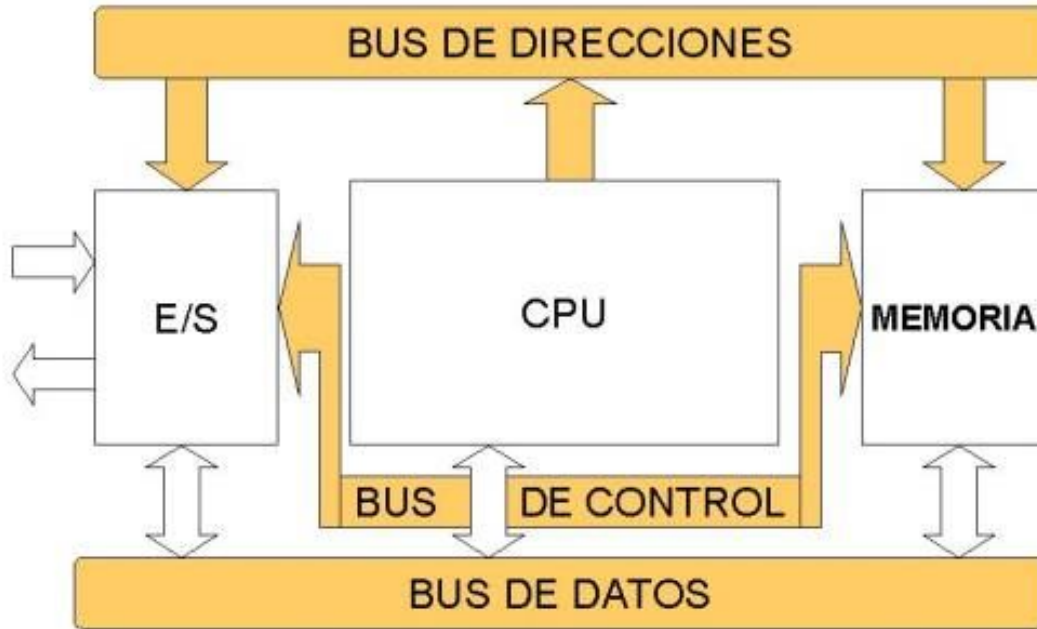 BUS DE DIRECCIONES
E/S
CPU
MEMORIA
BUS DE CONTROL
BUS DE DATOS